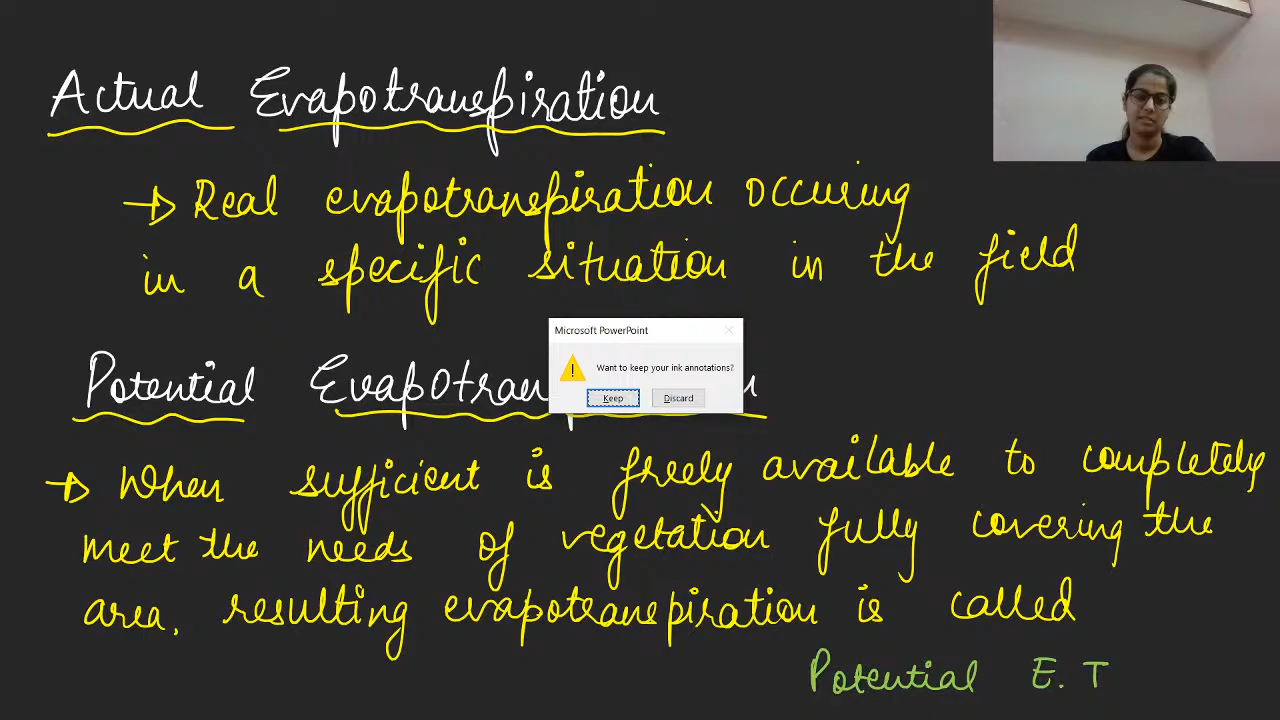 Actual Evapotranspiration
→ Real evapotranspiration occuring
in a specific situation in the field
Microsoft PowerPoint
Want to keep your ink annotations?
Keep Discard
Potential
→ When sufficient is freely available to completely
meet the needs of vegetation fully covering the
area, resulting evapotranspiration is called
Potential E. T